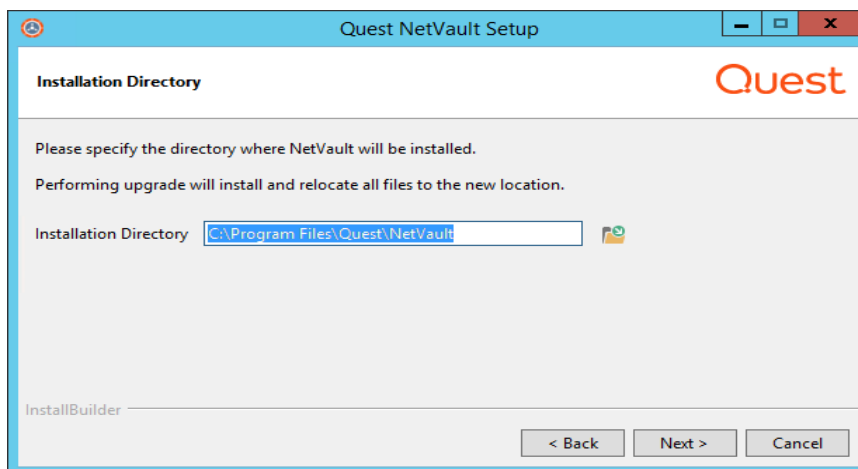 Quest NetVault Setup
Installation Directory
Quest
Please specify the directory where NetVault will be installed.
Performing upgrade will install and relocate all files to the new location.
Installation Directory C:\Program Files\Quest\NetVault
InstallBuilder
< Back Next > Cancel